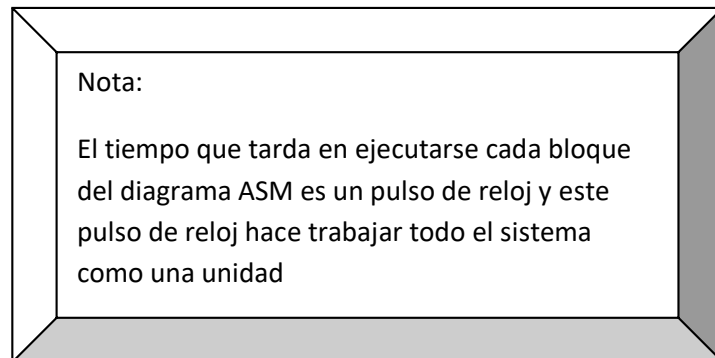 Nota:
El tiempo que tarda en ejecutarse cada bloque
del diagrama ASM es un pulso de reloj y este
pulso de reloj hace trabajar todo el sistema
como una unidad